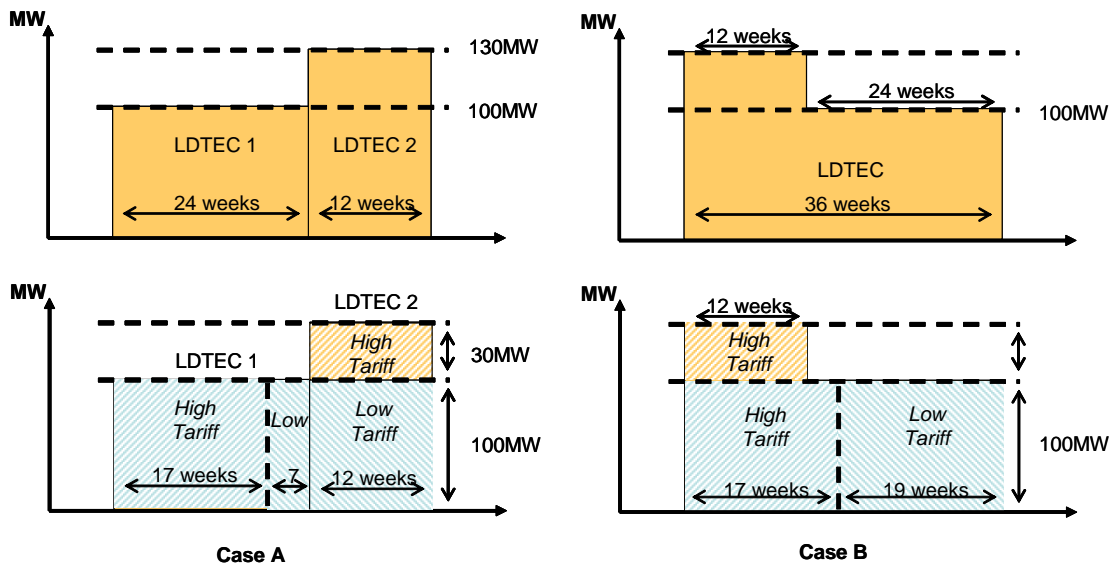 MW
130MW
100MW
LDTEC 1
LDTEC 2
24 weeks
12 weeks
MW
12 weeks
24 weeks
100MW
LDTEC
36 weeks
MW
LDTEC 2
LDTEC 1
High
Tariff
30MW
High
Tariff
Low
Low
Tariff
100MW
17 weeks
7
12 weeks
Case A
MW
12 weeks
High
Tariff
High
Tariff
Low
Tariff
100MW
17 weeks
19 weeks
Case B